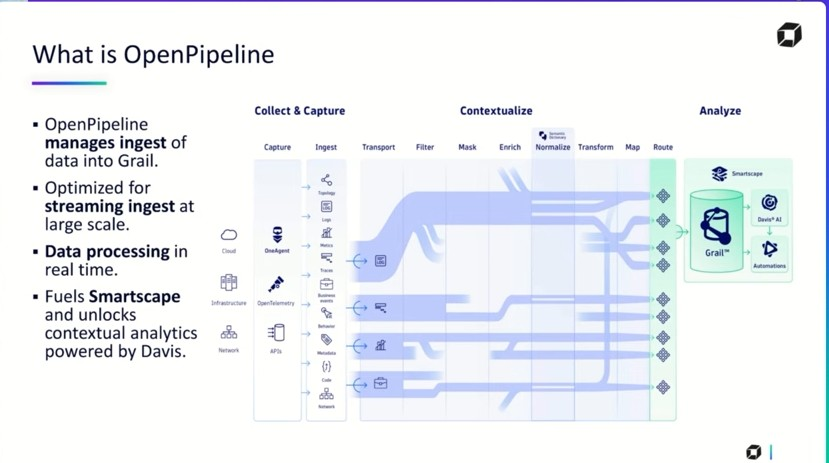 What is OpenPipeline
▪ OpenPipeline
manages ingest of
data into Grail.
▪ Optimized for
streaming ingest at
large scale.
▪ Data processing in
real time.
▪ Fuels Smartscape
and unlocks
contextual analytics
powered by Davis.
Collect & Capture
Contextualize
Analyze
Capture
Ingest
Transport
Filter
Mask
Enrich
Semantic
Dictionary
Normalize
Transform
Map
Route
Cloud
Infrastructure
Network
OneAgent
OpenTelemetry
APIs
Topology
Logs
Metrics
Traces
Business
events
Behavior
Metadata
Code
Network
Smartscape
Grail™
Davis® AI
Automations